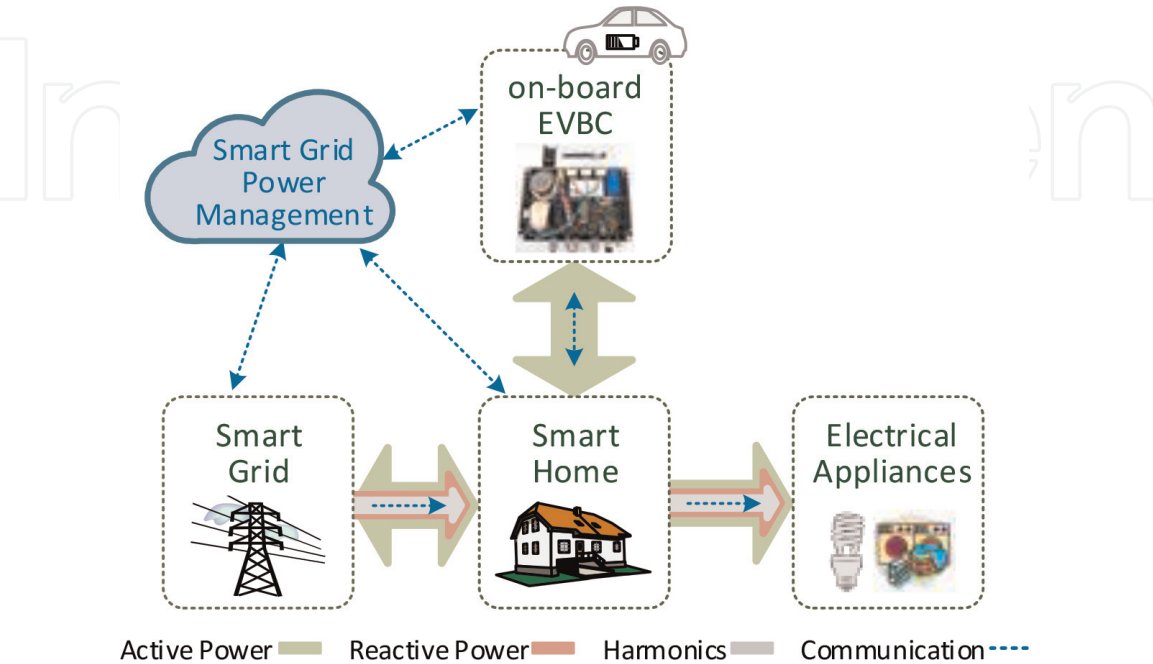 on-board
EVBC
Smart Grid
Power
Management
Smart
Grid
Smart
Home
Electrical
Appliances
Active Power
Reactive Power
Harmonics
Communication